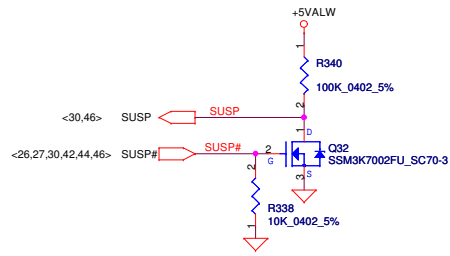 +5VALW
1
R340
100K_0402_5%
2
<30,46> SUSP SUSP
1
D
Q32
SSM3K7002FU_SC70-3
<26,27,30,42,44,46> SUSP# SUSP# 2
G
S
3
2
R338
10K_0402_5%
1